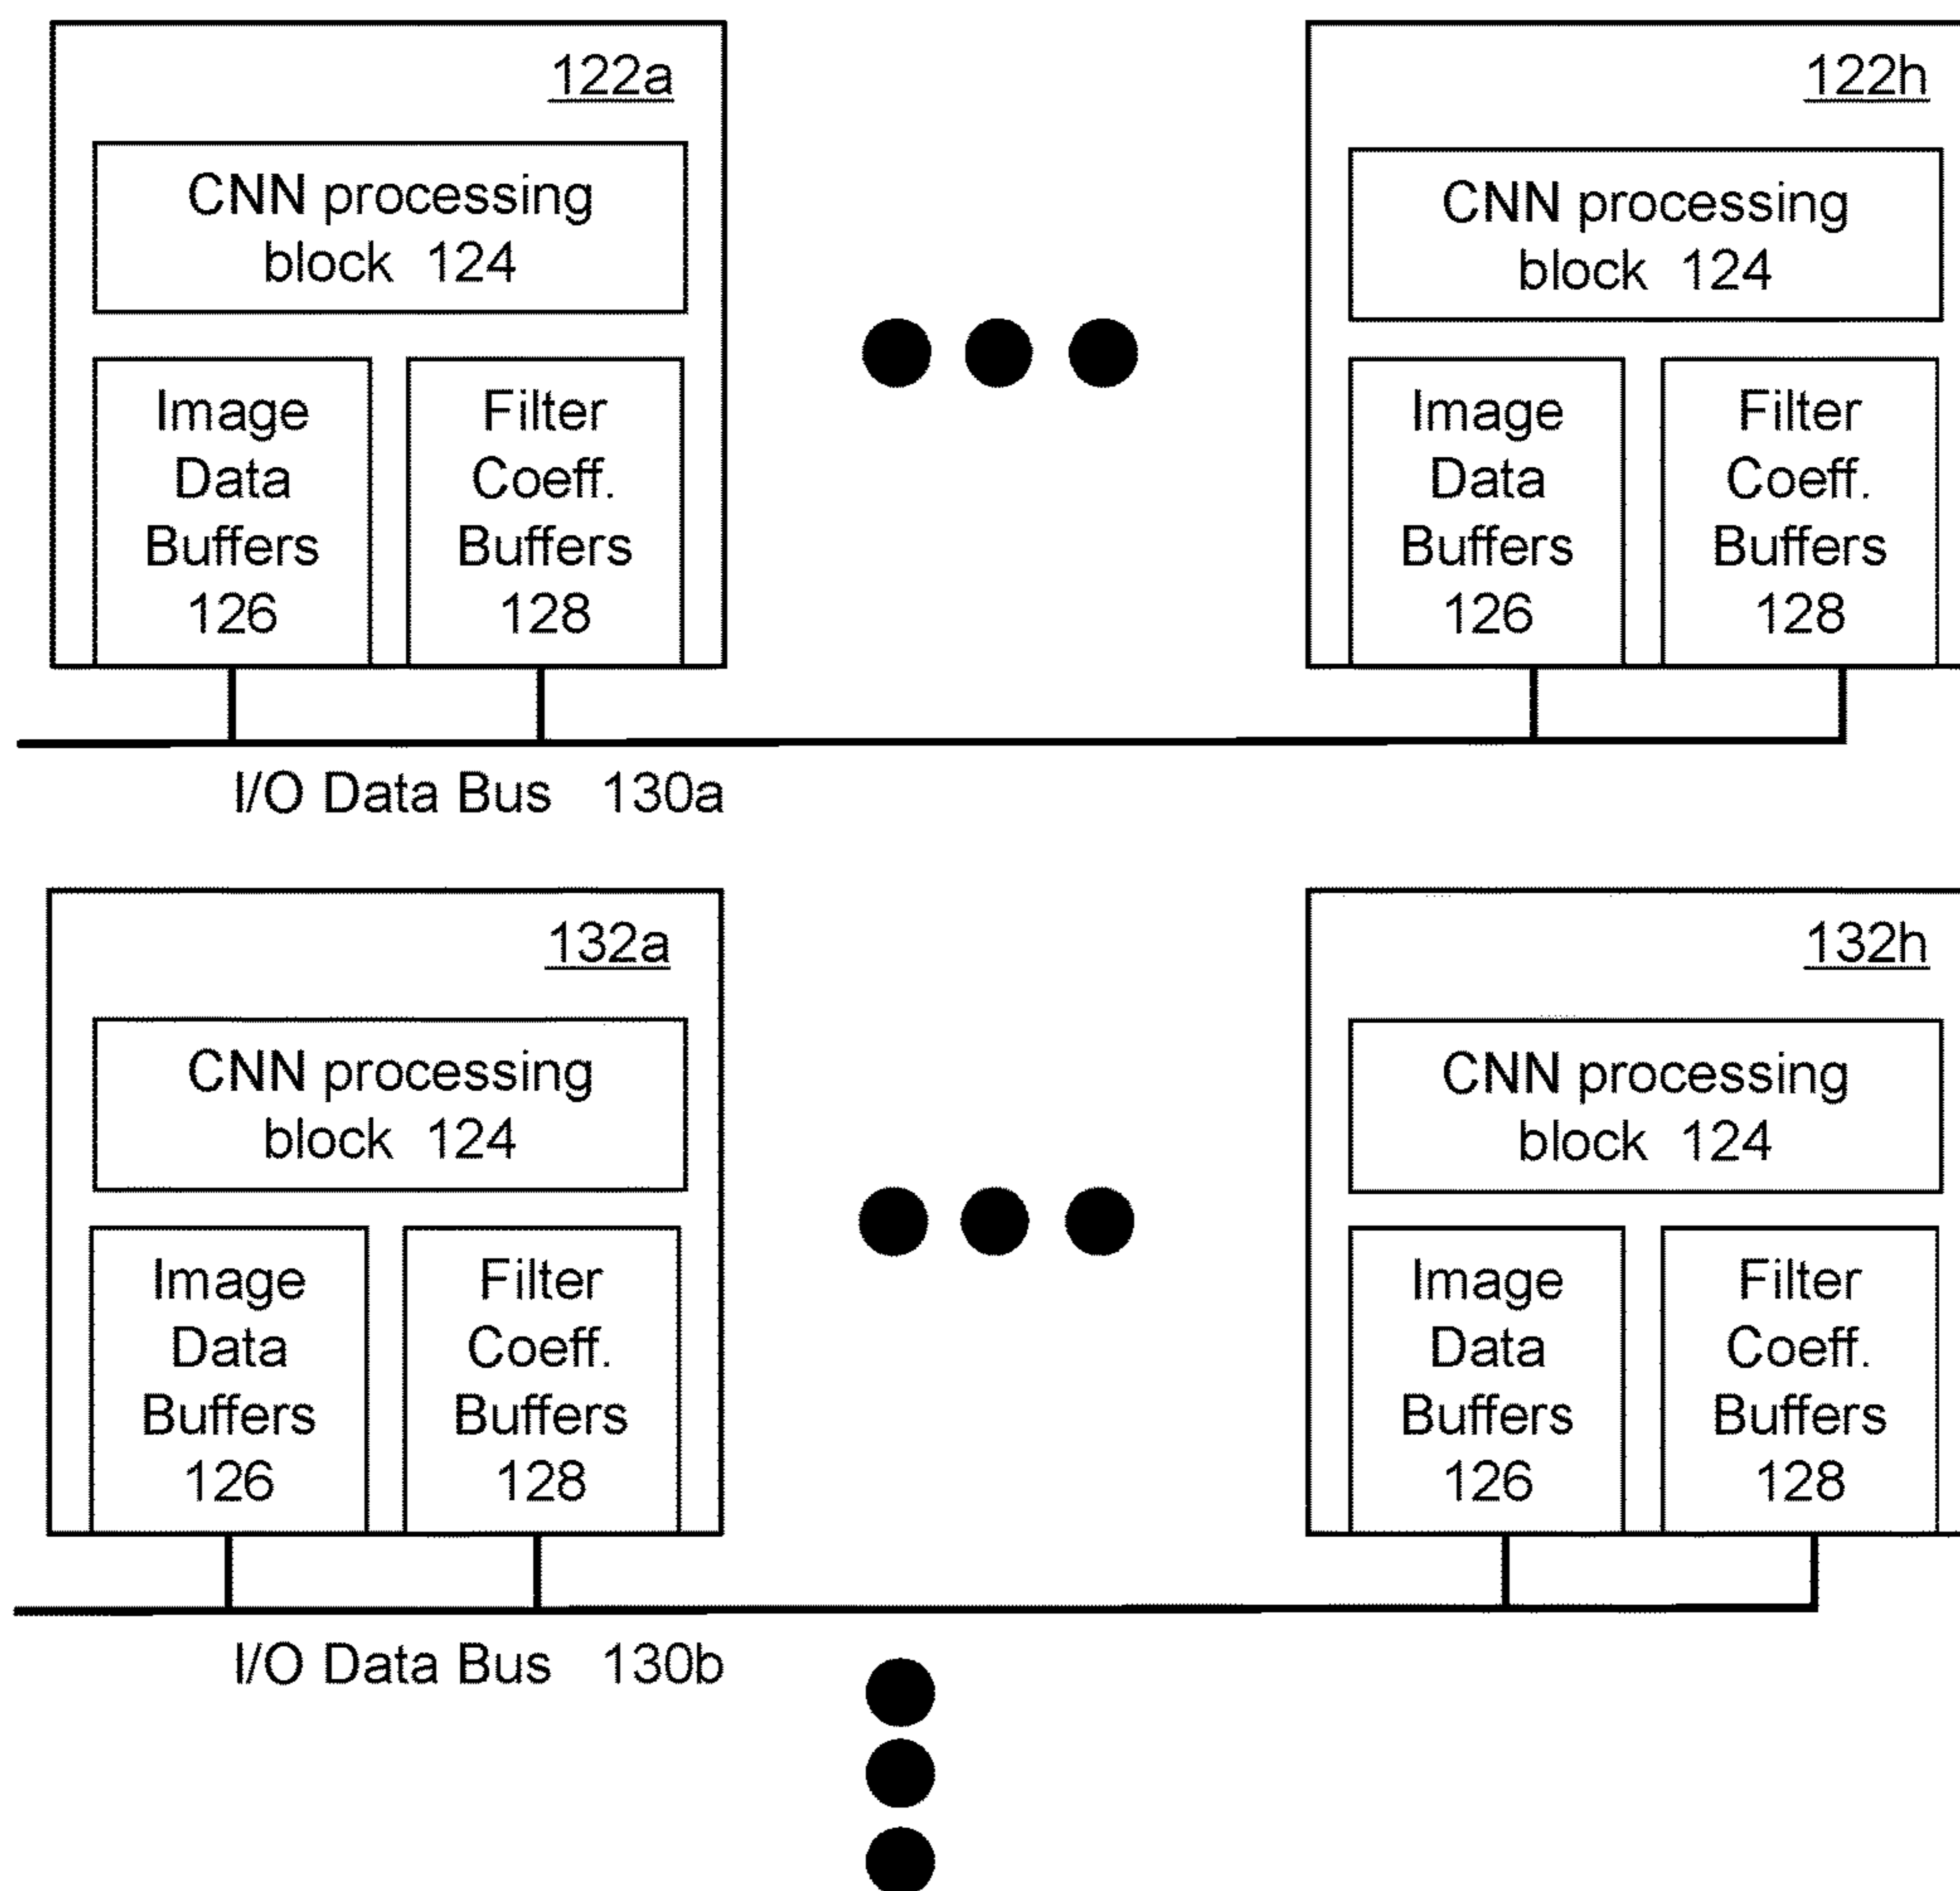 122a
CNN processing
block 124
Image
Data
Buffers
126
Filter
Coeff.
Buffers
128
122h
CNN processing
block 124
Image
Data
Buffers
126
Filter
Coeff.
Buffers
128
I/O Data Bus 130a
132a
CNN processing
block 124
Image
Data
Buffers
126
Filter
Coeff.
Buffers
128
132h
CNN processing
block 124
Image
Data
Buffers
126
Filter
Coeff.
Buffers
128
I/O Data Bus 130b